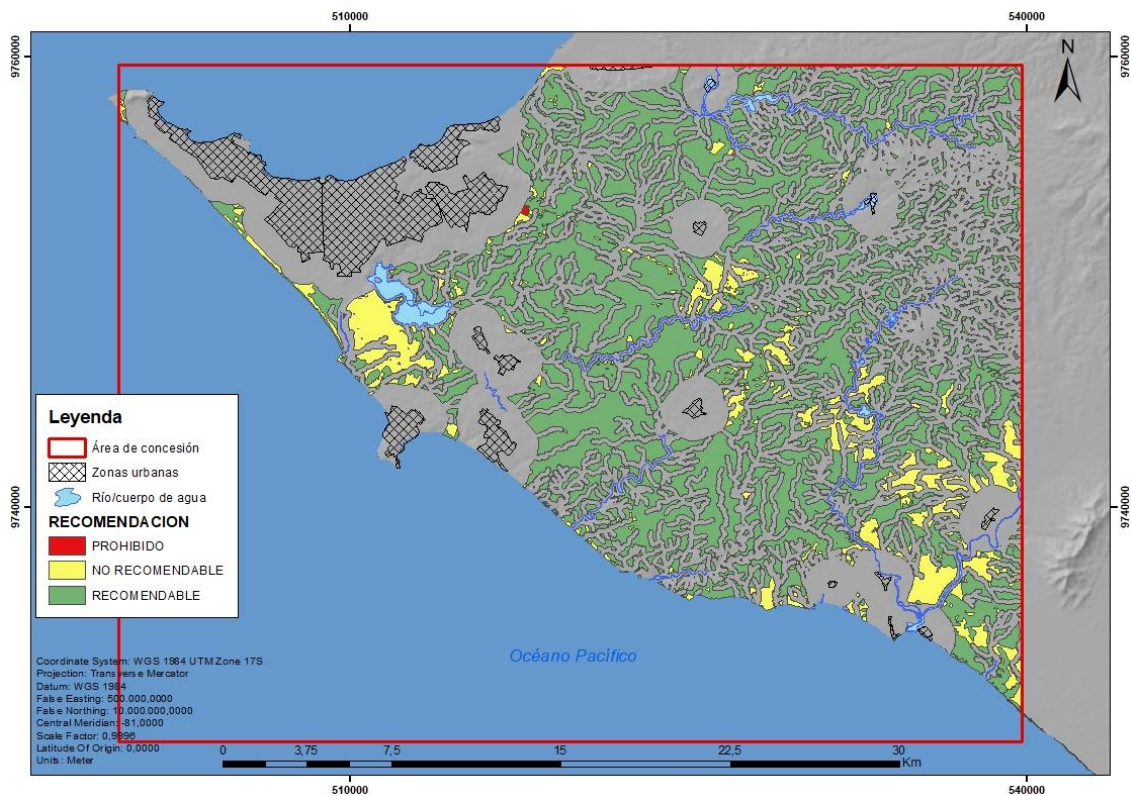 510000
540000
9760000
9760000
N
Leyenda
Área de concesión
Zonas urbanas
Río/cuerpo de agua
RECOMENDACION
PROHIBIDO
NO RECOMENDABLE
RECOMENDABLE
9740000
9740000
Océano Pacífico
Coordinate System: WGS 1984 UTM Zone 17S
Projection: Transverse Mercator
Datum: WGS 1984
False Easting: 500.000,0000
False Northing: 10.000.000,0000
Central Meridian: -81,0000
Scale Factor: 0,9996
Latitude Of Origin: 0,0000
Units: Meter
0 3,75 7,5 15 22,5 30
Km
510000
540000